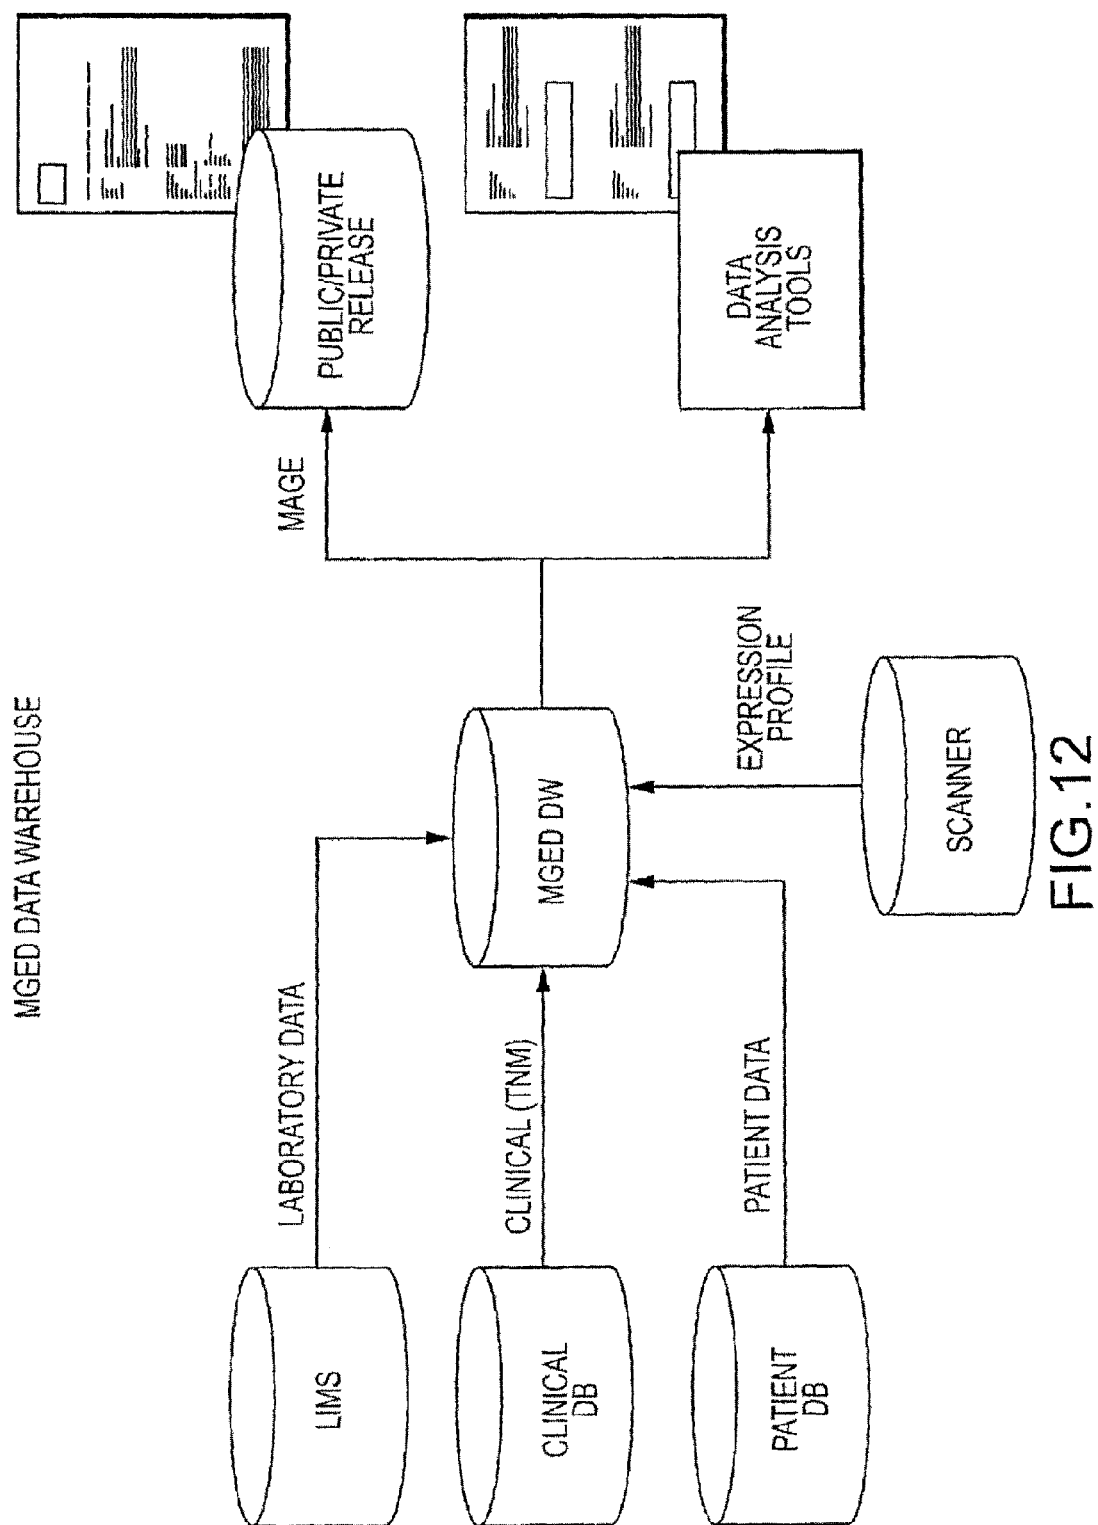 MGED DATA WAREHOUSE
LIMS
LABORATORY DATA
CLINICAL
DB
CLINICAL (TNM)
PATIENT
DB
PATIENT DATA
MGED DW
SCANNER
EXPRESSION
PROFILE
MAGE
PUBLIC/PRIVATE
RELEASE
DATA
ANALYSIS
TOOLS
FIG.12